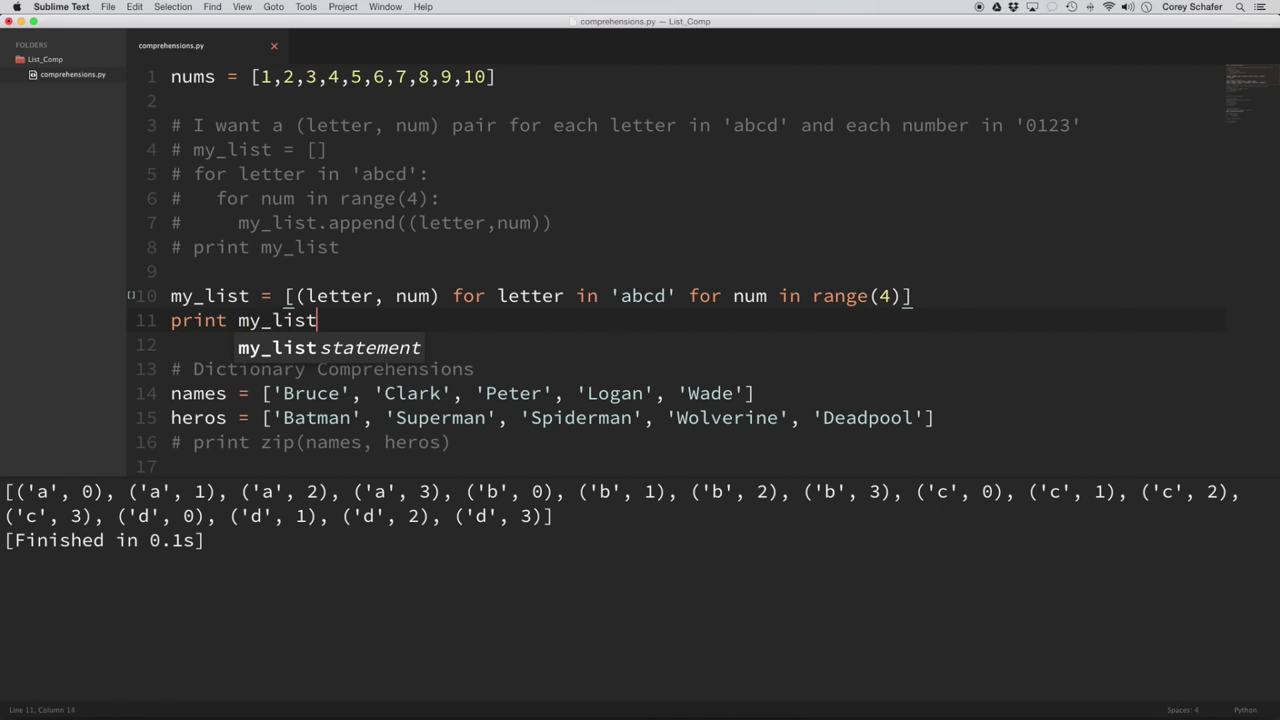 Sublime Text File Edit Selection Find View Goto Tools Project Window Help Corey Schafer
comprehensions.py — List_Comp
FOLDERS
List_Comp
comprehensions.py
comprehensions.py
1 nums = [1,2,3,4,5,6,7,8,9,10]
2
3 # I want a (letter, num) pair for each letter in 'abcd' and each number in '0123'
4 # my_list = []
5 # for letter in 'abcd':
6 #   for num in range(4):
7 #     my_list.append((letter,num))
8 # print my_list
9
10 my_list = [(letter, num) for letter in 'abcd' for num in range(4)]
11 print my_list
my_list statement
12
13 # Dictionary Comprehensions
14 names = ['Bruce', 'Clark', 'Peter', 'Logan', 'Wade']
15 heros = ['Batman', 'Superman', 'Spiderman', 'Wolverine', 'Deadpool']
16 # print zip(names, heros)
17
[('a', 0), ('a', 1), ('a', 2), ('a', 3), ('b', 0), ('b', 1), ('b', 2), ('b', 3), ('c', 0), ('c', 1), ('c', 2),
('c', 3), ('d', 0), ('d', 1), ('d', 2), ('d', 3)]
[Finished in 0.1s]
Line 11, Column 14 Spaces: 4 Python